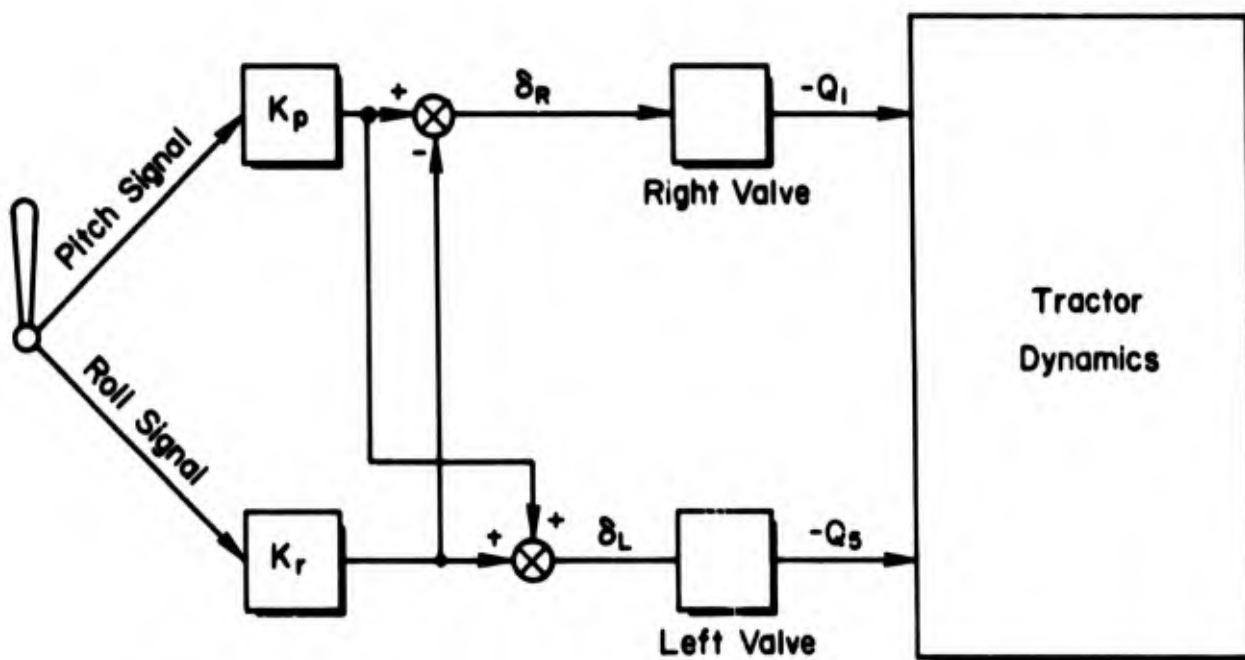 Pitch Signal
Kp
+
-
δR
Right Valve
-Q1
Tractor
Dynamics
Roll Signal
Kr
+
+
δL
Left Valve
-Q5